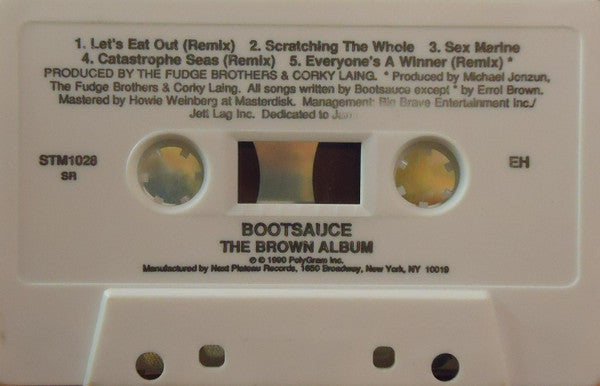 1. Let's Eat Out (Remix) 2. Scratching The Whole 3. Sex Marine
4. Catastrophe Seas (Remix) 5. Everyone's A Winner (Remix) *
PRODUCED BY THE FUDGE BROTHERS & CORKY LAING. * Produced by Michael Jonzun,
The Fudge Brothers & Corky Laing. All songs written by Bootsauce except * by Errol Brown.
Mastered by Howie Weinberg at Masterdisk. Management: Big Brave Entertainment Inc./
Jett Lag Inc. Dedicated to
STM1028
SR
EH
BOOTSAUCE
THE BROWN ALBUM
℗ © 1990 PolyGram Inc.
Manufactured by Next Plateau Records, 1650 Broadway, New York, NY 10019